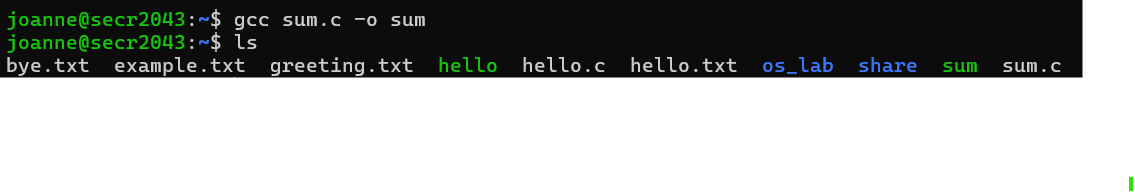 joanne@secr2043:~$ gcc sum.c -o sum
joanne@secr2043:~$ ls
bye.txt  example.txt  greeting.txt  hello  hello.c  hello.txt  os_lab  share  sum  sum.c